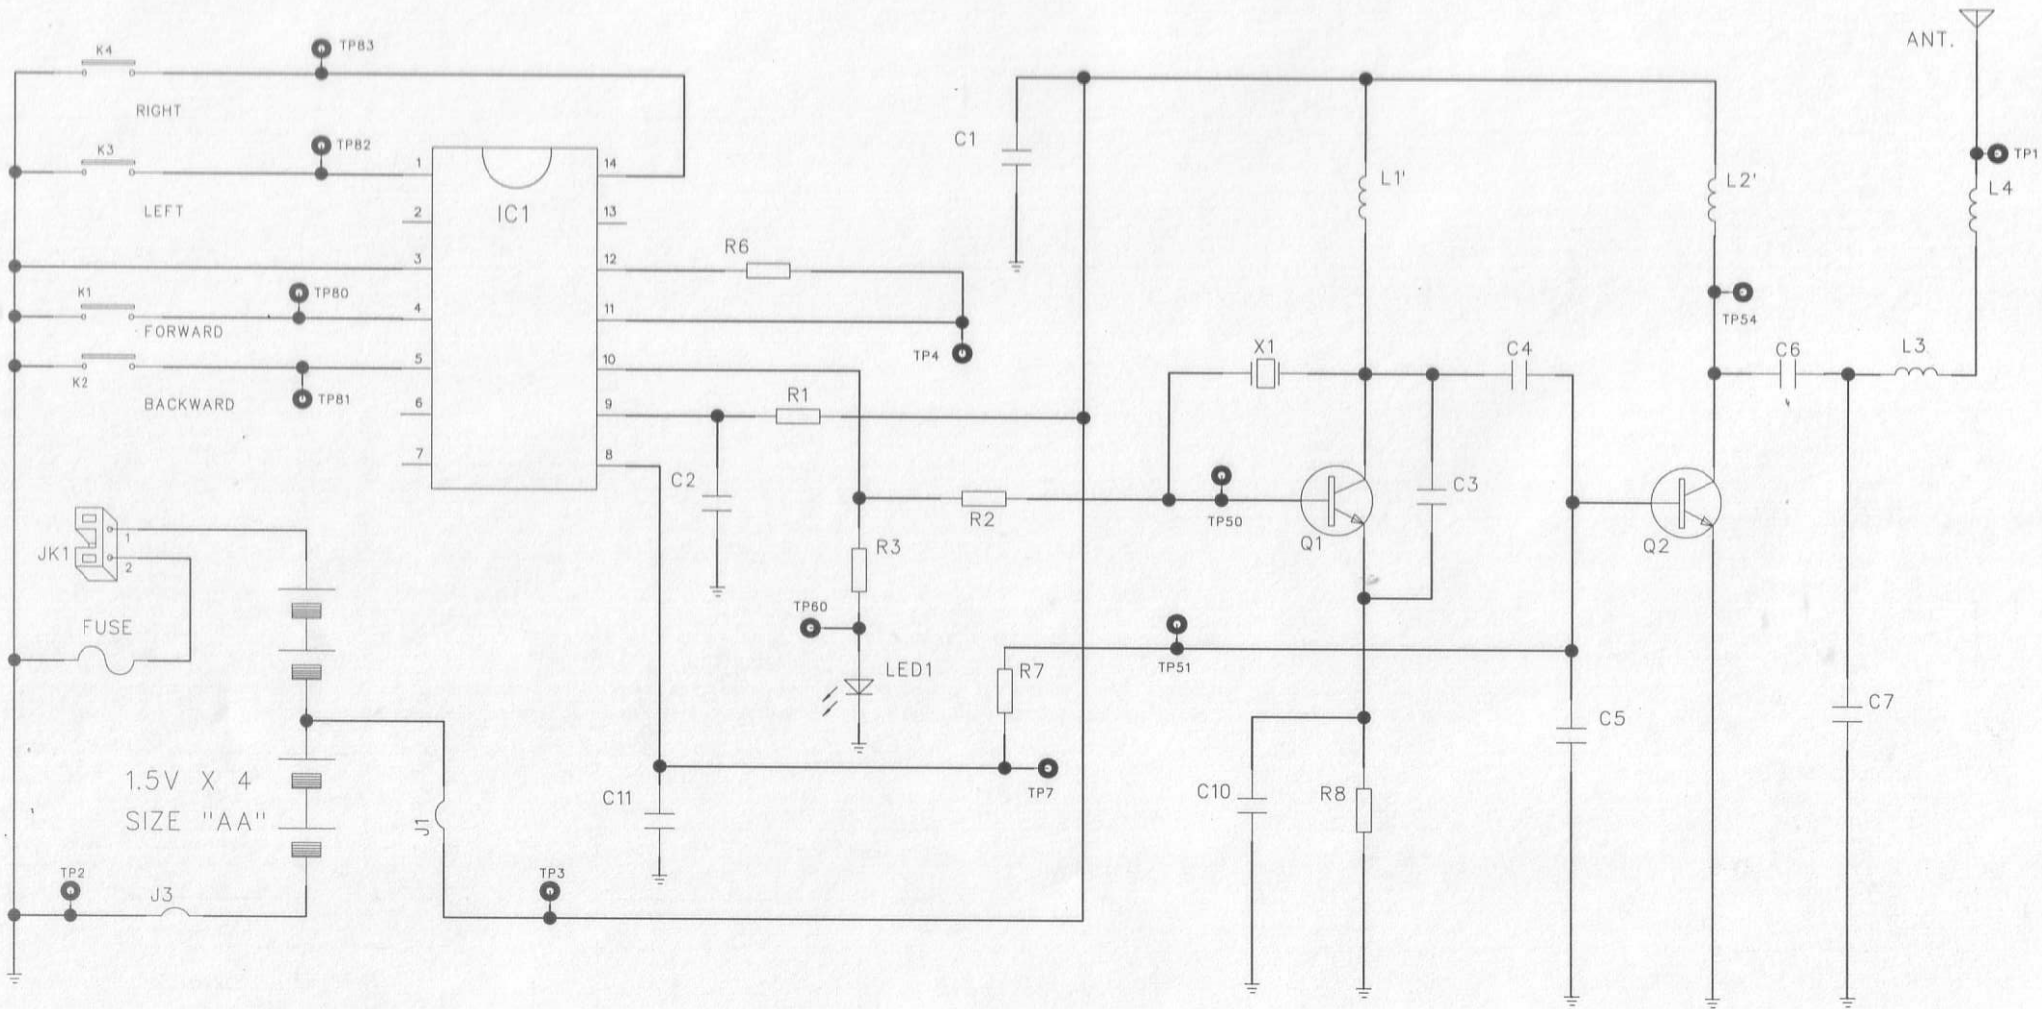 K4
TP83
RIGHT
K3
TP82
LEFT
K1
TP80
FORWARD
K2
TP81
BACKWARD
IC1
1
2
3
4
5
6
7
14
13
12
11
10
9
8
R6
TP4
R1
C2
C1
ANT.
TP1
L4
L1'
L2'
TP54
X1
C4
C6
L3
R2
TP50
Q1
C3
Q2
R3
TP60
LED1
R7
TP51
C5
C7
JK1
1
2
FUSE
1.5V X 4
SIZE "AA"
J1
C11
TP7
C10
R8
TP2
J3
TP3